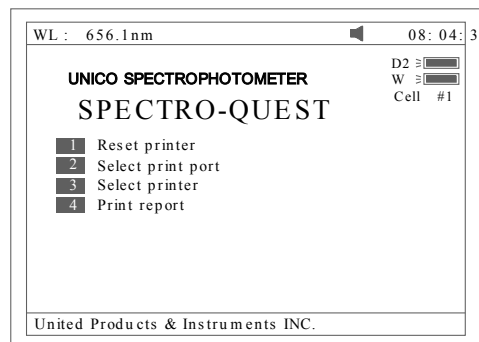 WL: 656.1nm 08:04:3
D2
UNICO SPECTROPHOTOMETER
W
SPECTRO-QUEST
Cell #1
1 Reset printer
2 Select print port
3 Select printer
4 Print report
United Products & Instruments INC.